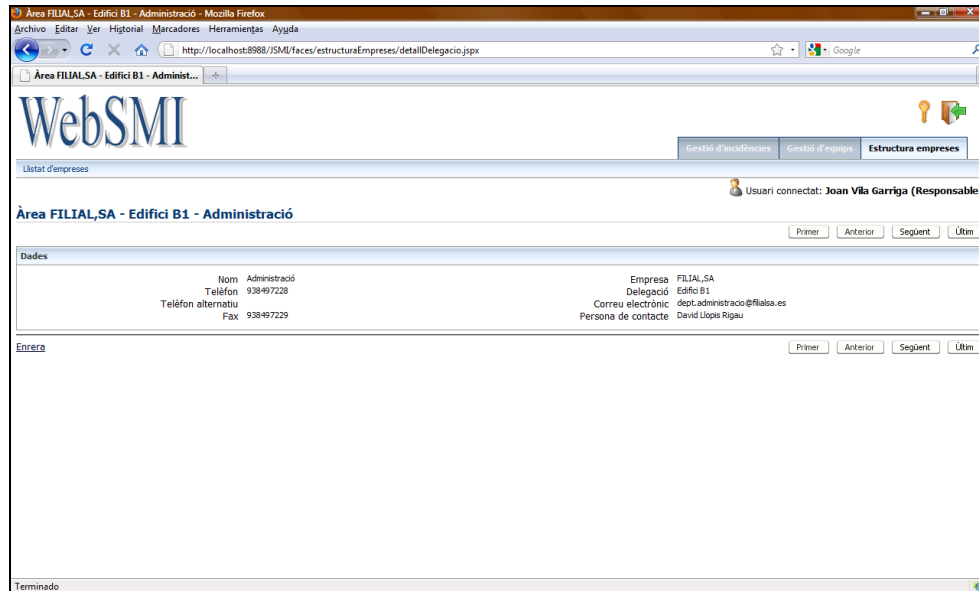 Àrea FILIAL,SA - Edifici B1 - Administració - Mozilla Firefox
Archivo Editar Ver Historial Marcadores Herramientas Ayuda
http://localhost:8988/JSMI/faces/estructuraEmpreses/detallDelegacio.jspx
Google
Àrea FILIAL,SA - Edifici B1 - Administ...
WebSMI
Gestió d'incidències Gestió d'equips Estructura empreses
Llistat d'empreses
Usuari connectat: Joan Vila Garriga (Responsable
Àrea FILIAL,SA - Edifici B1 - Administració
Primer Anterior Següent Últim
Dades
Nom Administració Empresa FILIAL,SA
Telèfon 938497228 Delegació Edifici B1
Telèfon alternatiu Correu electrònic dept.administracio@filialsa.es
Fax 938497229 Persona de contacte David Llopis Rigau
Enrera Primer Anterior Següent Últim
Terminado